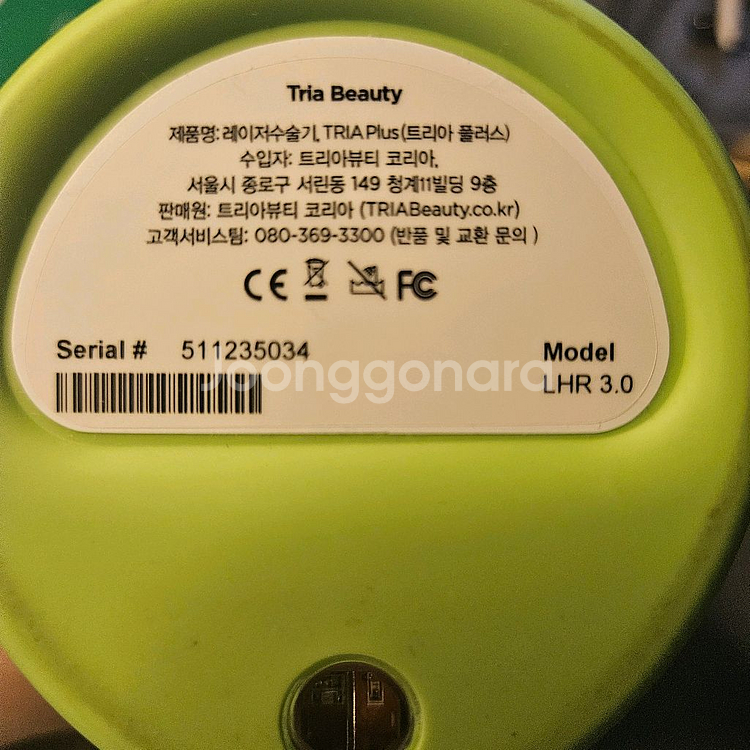 Tria Beauty
제품명: 레이저수술기, TRIA Plus(트리아 플러스)
수입자: 트리아뷰티 코리아,
서울시 종로구 서린동 149 청계11빌딩 9층
판매원: 트리아뷰티 코리아 (TRIABeauty.co.kr)
고객서비스팀: 080-369-3300 (반품 및 교환 문의 )
CE FC
Serial # 511235034
Model
LHR 3.0
Joonggonara